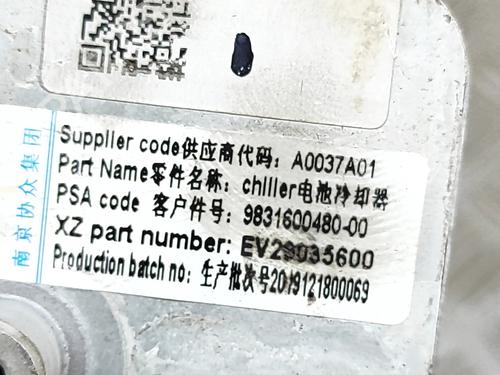 Supplier code供应商代码: A0037A01
Part Name零件名称: chiller电池冷却器
PSA code 客户件号: 9831600480-00
XZ part number: EV29035600
Production batch no: 生产批次号2019121800069
南京协众集团